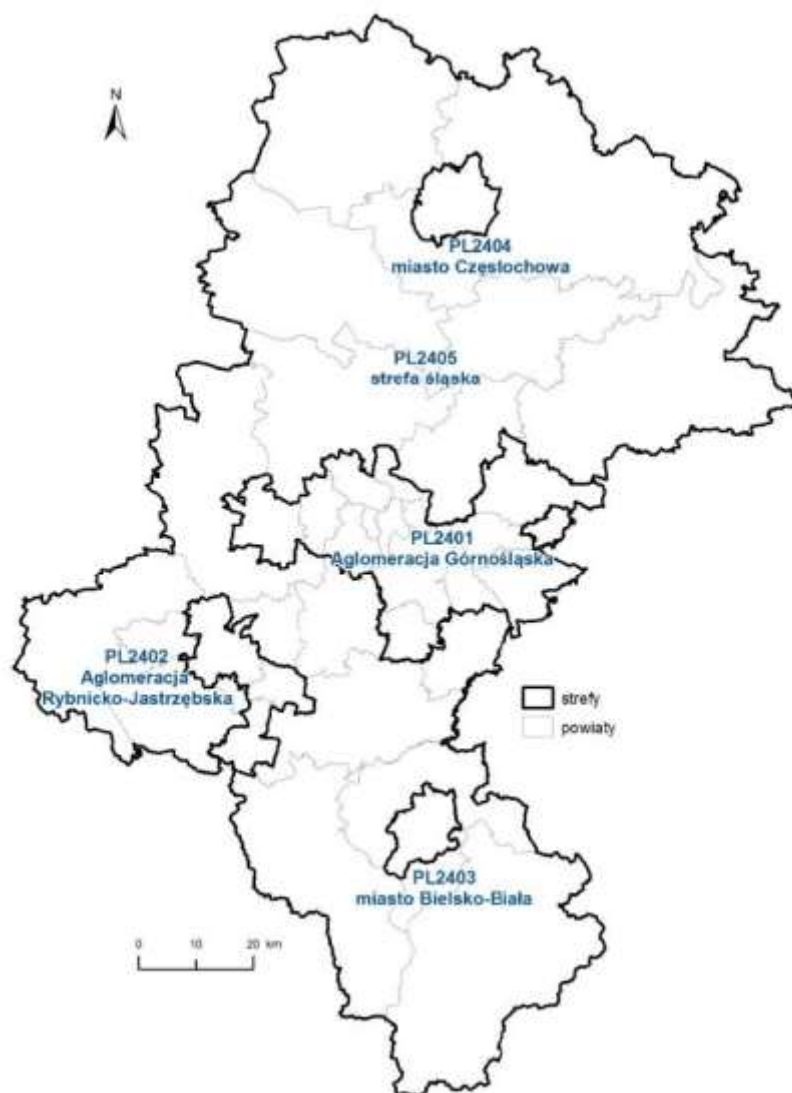 N
PL2404
miasto Częstochowa
PL2405
strefa śląska
PL2401
Aglomeracja Górnośląska
PL2402
Aglomeracja
Rybnicko-Jastrzębska
strefy
powiaty
PL2403
miasto Bielsko-Biała
0 10 20 km